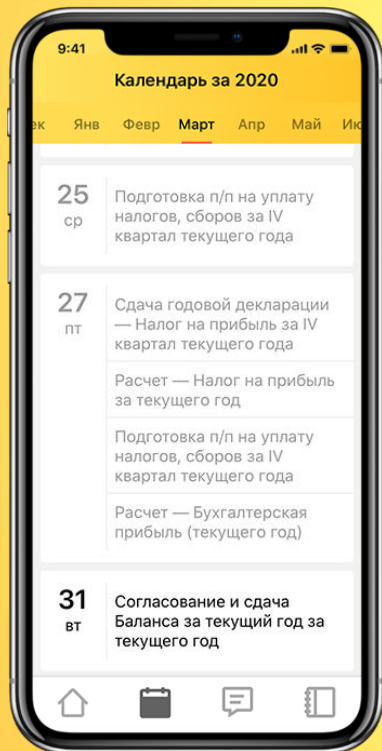 9:41
Календарь за 2020
ек Янв Февр Март Апр Май Ию
25
ср
Подготовка п/п на уплату
налогов, сборов за IV
квартал текущего года
27
пт
Сдача годовой декларации
— Налог на прибыль за IV
квартал текущего года
Расчет — Налог на прибыль
за текущего год
Подготовка п/п на уплату
налогов, сборов за IV
квартал текущего года
Расчет — Бухгалтерская
прибыль (текущего год)
31
вт
Согласование и сдача
Баланса за текущий год за
текущего год